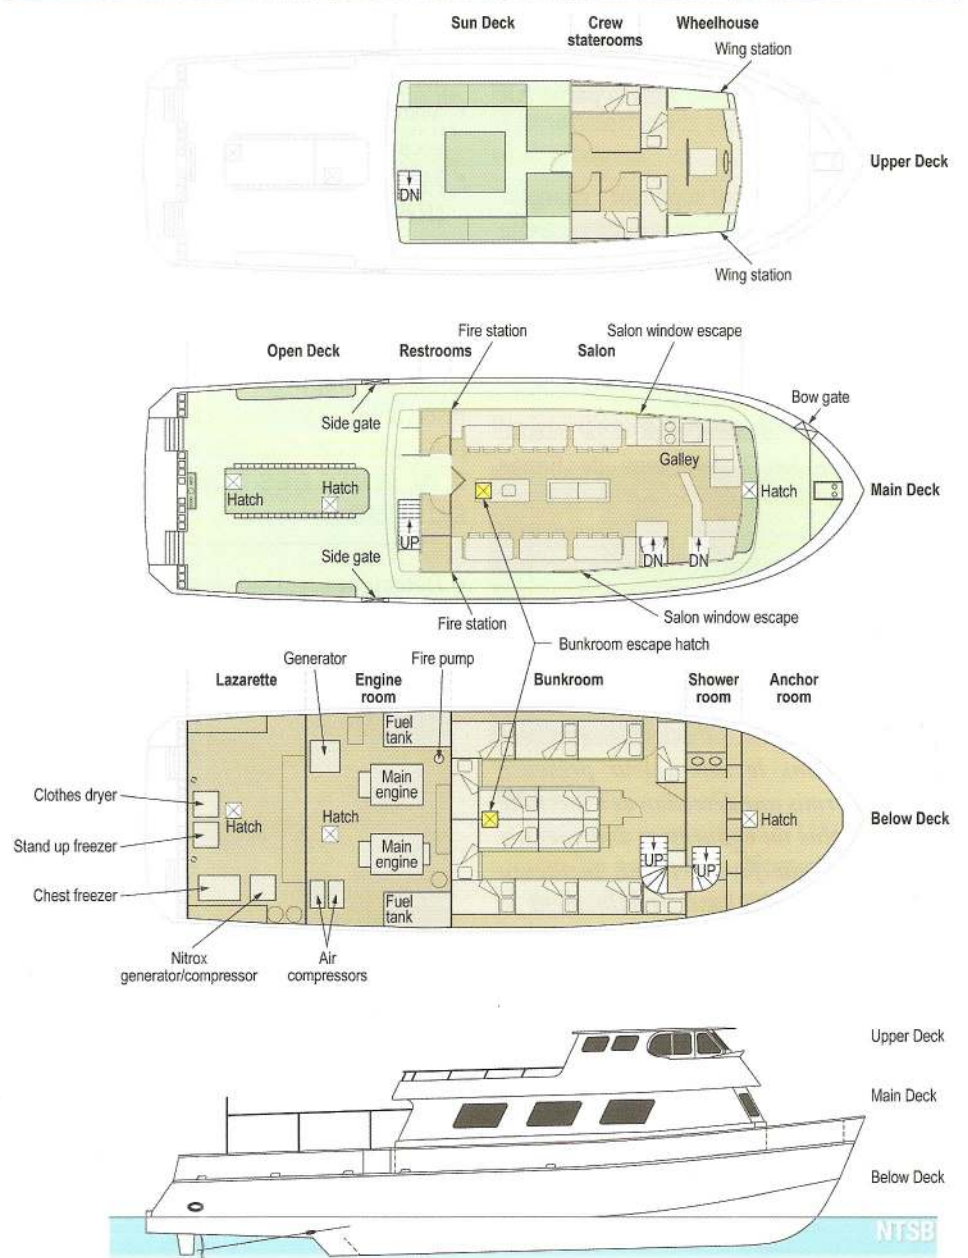 Sun Deck
Crew
staterooms
Wheelhouse
Wing station
Upper Deck
DN
Wing station
Fire station
Salon window escape
Open Deck
Restrooms
Salon
Bow gate
Side gate
Galley
Hatch
Hatch
Hatch
Main Deck
UP
Side gate
DN
DN
Fire station
Salon window escape
Bunkroom escape hatch
Generator
Fire pump
Lazarette
Engine
room
Bunkroom
Shower
room
Anchor
room
Fuel
tank
Main
engine
Clothes dryer
Hatch
Hatch
Hatch
Below Deck
Stand up freezer
Main
engine
UP
UP
Chest freezer
Fuel
tank
Nitrox
generator/compressor
Air
compressors
Upper Deck
Main Deck
Below Deck
NTSB